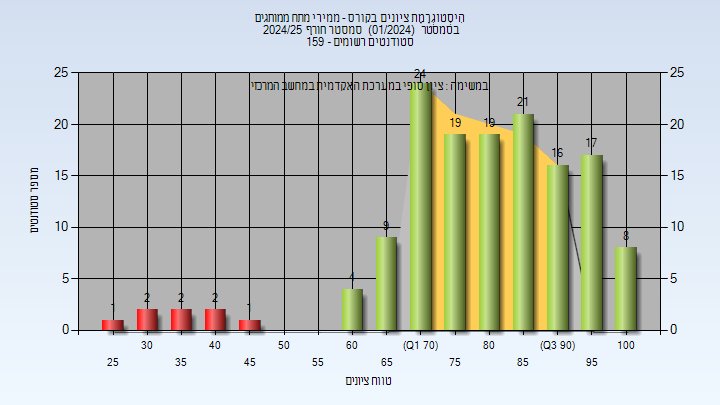 היסטוגרמת ציונים בקורס - ממירי מתח ממותגים
בסמסטר (01/2024) סמסטר חורף 2024/25
סטודנטים רשומים - 159
במשימה : ציון סופי במערכת האקדמית במחשב המרכזי
25 25
20 20
15 15
10 10
5 5
0 0
מספר סטודנטים
1 2 2 2 1 4 9 24 19 19 21 16 17 8
30 40 50 60 (Q1 70) 80 (Q3 90) 100
25 35 45 55 65 75 85 95
טווח ציונים